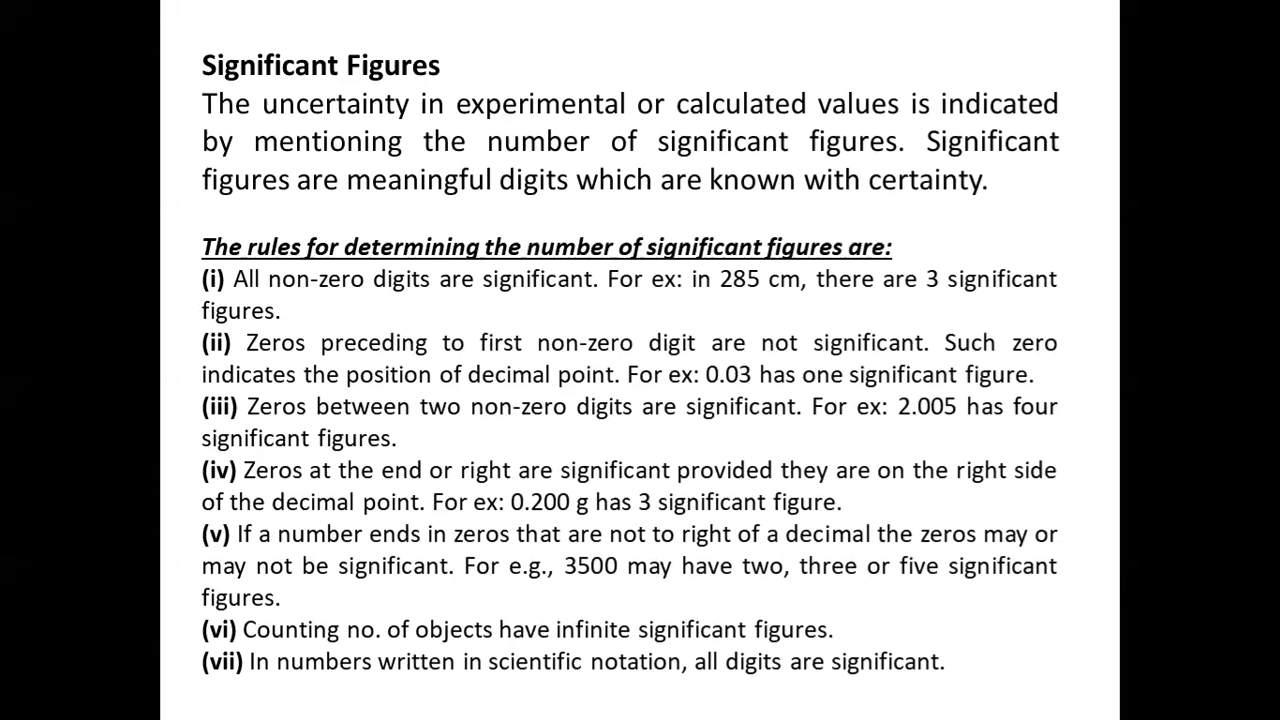 Significant Figures
The uncertainty in experimental or calculated values is indicated
by mentioning the number of significant figures. Significant
figures are meaningful digits which are known with certainty.
The rules for determining the number of significant figures are:
(i) All non-zero digits are significant. For ex: in 285 cm, there are 3 significant
figures.
(ii) Zeros preceding to first non-zero digit are not significant. Such zero
indicates the position of decimal point. For ex: 0.03 has one significant figure.
(iii) Zeros between two non-zero digits are significant. For ex: 2.005 has four
significant figures.
(iv) Zeros at the end or right are significant provided they are on the right side
of the decimal point. For ex: 0.200 g has 3 significant figure.
(v) If a number ends in zeros that are not to right of a decimal the zeros may or
may not be significant. For e.g., 3500 may have two, three or five significant
figures.
(vi) Counting no. of objects have infinite significant figures.
(vii) In numbers written in scientific notation, all digits are significant.